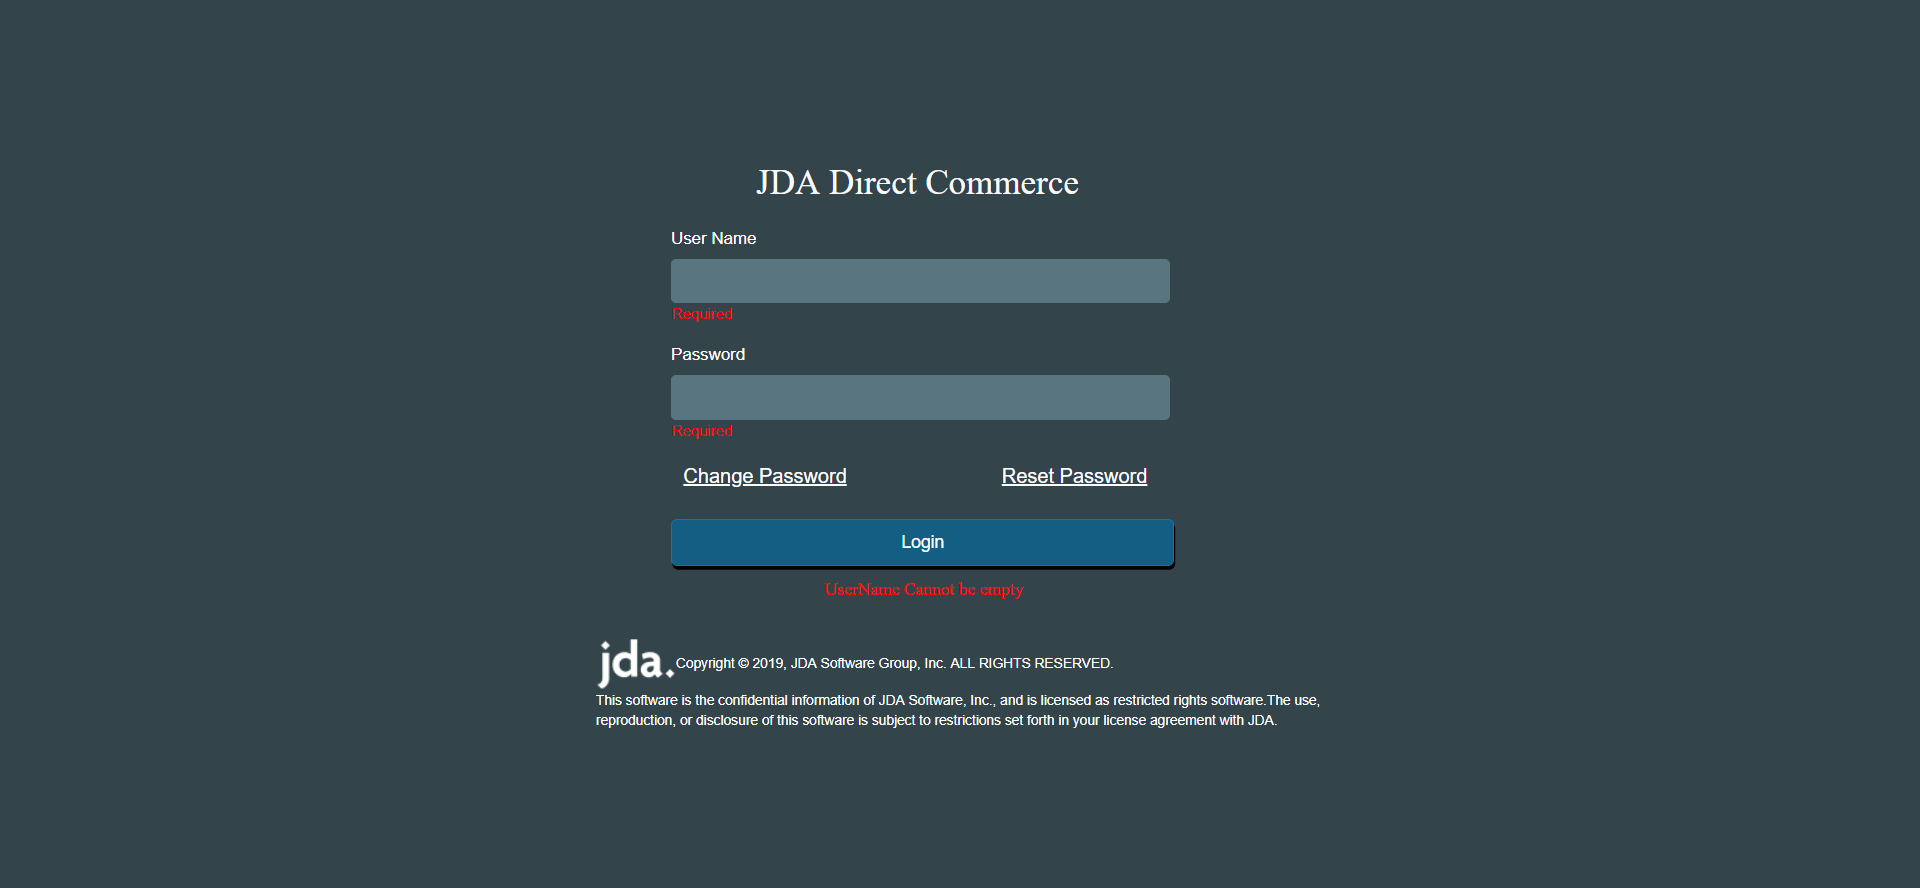 JDA Direct Commerce
User Name
Required
Password
Required
Change Password Reset Password
Login
UserName Cannot be empty
jda. Copyright © 2019, JDA Software Group, Inc. ALL RIGHTS RESERVED.
This software is the confidential information of JDA Software, Inc., and is licensed as restricted rights software.The use,
reproduction, or disclosure of this software is subject to restrictions set forth in your license agreement with JDA.